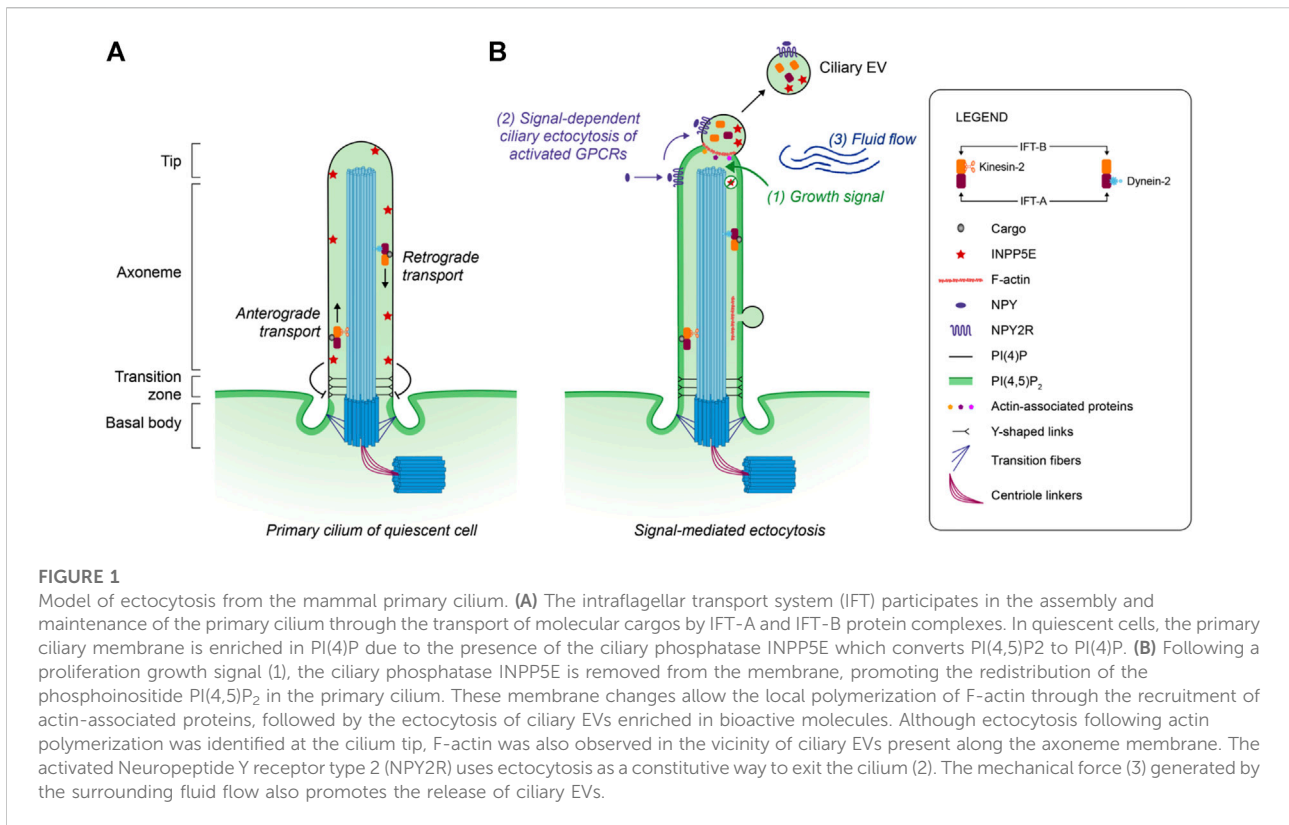 A
B
Tip
Axoneme
Transition
zone
Basal body
Retrograde
transport
Anterograde
transport
Primary cilium of quiescent cell
Ciliary EV
(2) Signal-dependent
ciliary ectocytosis of
activated GPCRs
(3) Fluid flow
(1) Growth signal
Signal-mediated ectocytosis
LEGEND
IFT-B
Kinesin-2
Dynein-2
IFT-A
Cargo
INPP5E
F-actin
NPY
NPY2R
PI(4)P
PI(4,5)P2
Actin-associated proteins
Y-shaped links
Transition fibers
Centriole linkers
FIGURE 1
Model of ectocytosis from the mammal primary cilium. (A) The intraflagellar transport system (IFT) participates in the assembly and
maintenance of the primary cilium through the transport of molecular cargos by IFT-A and IFT-B protein complexes. In quiescent cells, the primary
ciliary membrane is enriched in PI(4)P due to the presence of the ciliary phosphatase INPP5E which converts PI(4,5)P2 to PI(4)P. (B) Following a
proliferation growth signal (1), the ciliary phosphatase INPP5E is removed from the membrane, promoting the redistribution of the
phosphoinositide PI(4,5)P2 in the primary cilium. These membrane changes allow the local polymerization of F-actin through the recruitment of
actin-associated proteins, followed by the ectocytosis of ciliary EVs enriched in bioactive molecules. Although ectocytosis following actin
polymerization was identified at the cilium tip, F-actin was also observed in the vicinity of ciliary EVs present along the axoneme membrane. The
activated Neuropeptide Y receptor type 2 (NPY2R) uses ectocytosis as a constitutive way to exit the cilium (2). The mechanical force (3) generated by
the surrounding fluid flow also promotes the release of ciliary EVs.